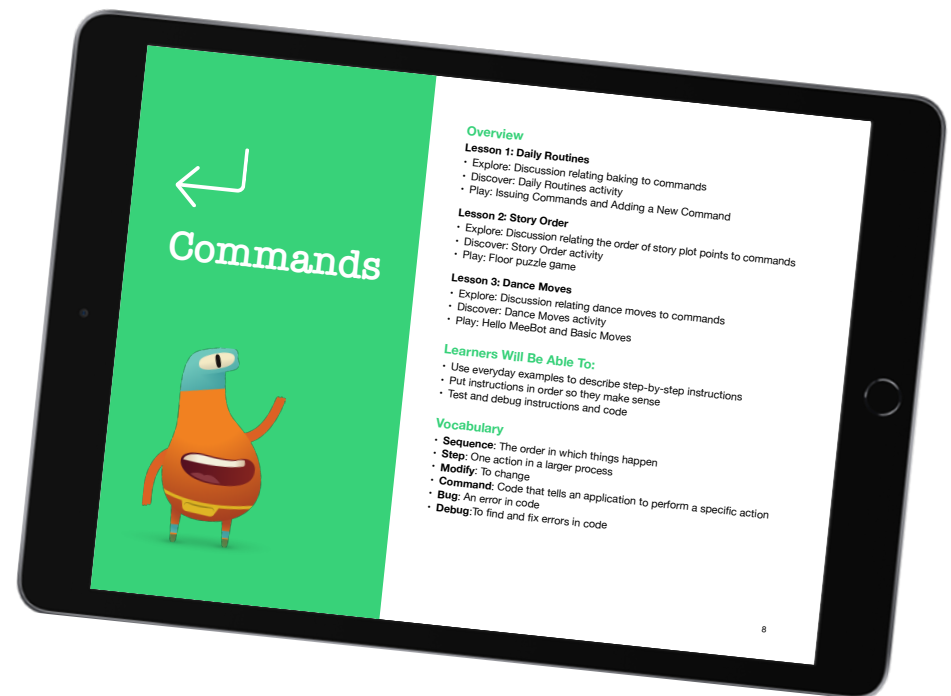 Commands
Overview
Lesson 1: Daily Routines
• Explore: Discussion relating baking to commands
• Discover: Daily Routines activity
• Play: Issuing Commands and Adding a New Command
Lesson 2: Story Order
• Explore: Discussion relating the order of story plot points to commands
• Discover: Story Order activity
• Play: Floor puzzle game
Lesson 3: Dance Moves
• Explore: Discussion relating dance moves to commands
• Discover: Dance Moves activity
• Play: Hello MeeBot and Basic Moves
Learners Will Be Able To:
• Use everyday examples to describe step-by-step instructions
• Put instructions in order so they make sense
• Test and debug instructions and code
Vocabulary
• Sequence: The order in which things happen
• Step: One action in a larger process
• Modify: To change
• Command: Code that tells an application to perform a specific action
• Bug: An error in code
• Debug:To find and fix errors in code
8